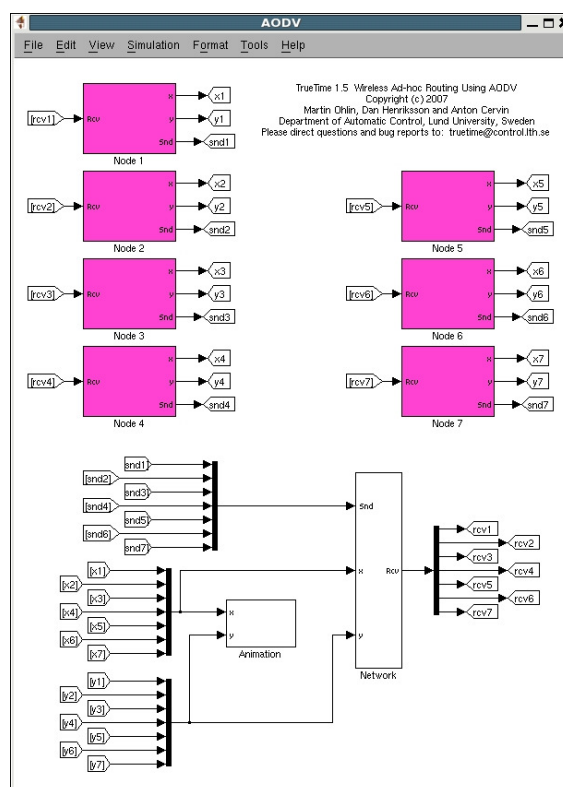 AODV
File Edit View Simulation Format Tools Help
TrueTime 1.5 Wireless Ad-hoc Routing Using AODV
Copyright (c) 2007
Martin Ohlin, Dan Henriksson and Anton Cervin
Department of Automatic Control, Lund University, Sweden
Please direct questions and bug reports to: truetime@control.lth.se
[rcv1] Rcv x y Snd x1 y1 snd1
Node 1
[rcv2] Rcv x y Snd x2 y2 snd2
Node 2
[rcv3] Rcv x y Snd x3 y3 snd3
Node 3
[rcv4] Rcv x y Snd x4 y4 snd4
Node 4
[rcv5] Rcv x y Snd x5 y5 snd5
Node 5
[rcv6] Rcv x y Snd x6 y6 snd6
Node 6
[rcv7] Rcv x y Snd x7 y7 snd7
Node 7
[snd1]
[snd2]
[snd3]
[snd4]
[snd5]
[snd6]
[snd7]
[x1]
[x2]
[x3]
[x4]
[x5]
[x6]
[x7]
[y1]
[y2]
[y3]
[y4]
[y5]
[y6]
[y7]
x
y
Animation
Snd
x
y
Rcv
Network
rcv1
rcv2
rcv3
rcv4
rcv5
rcv6
rcv7